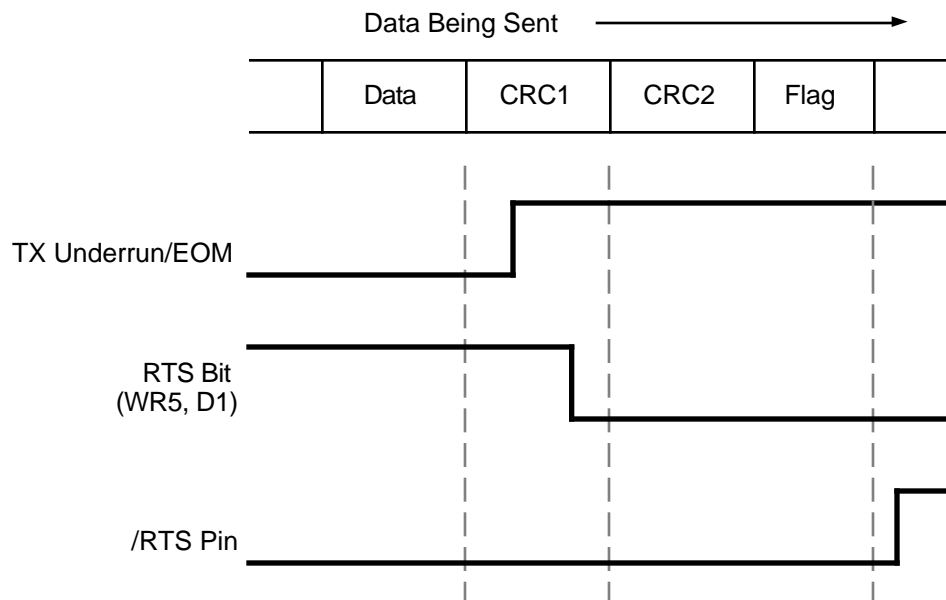 Data Being Sent
Data CRC1 CRC2 Flag
TX Underrun/EOM
RTS Bit
(WR5, D1)
/RTS Pin